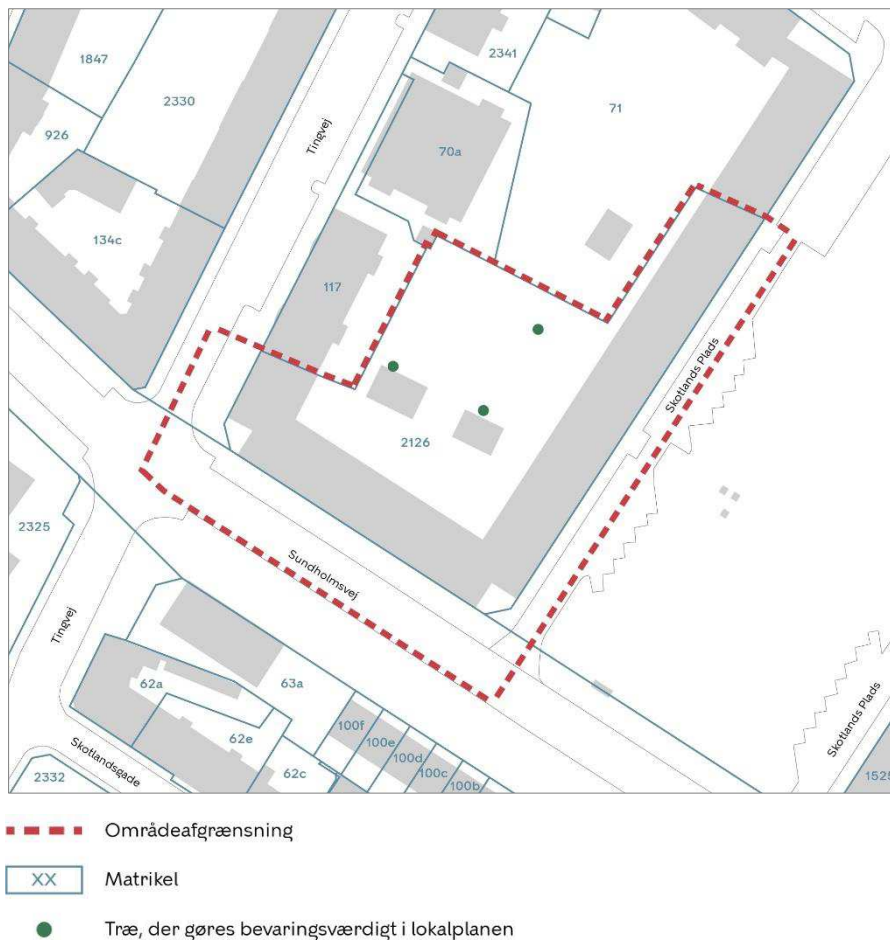 1847
2330
2341
926
Tingvej
70a
71
134c
117
Skotlands Plads
2126
2325
Sundholmsvej
Tingvej
62a
63a
62e
100f
100e
100d
100c
100b
62c
Skotlandsgade
2332
Skotlands Plads
1525
Områdeafgrænsning
XX Matrikel
Træ, der gøres bevaringsværdigt i lokalplanen